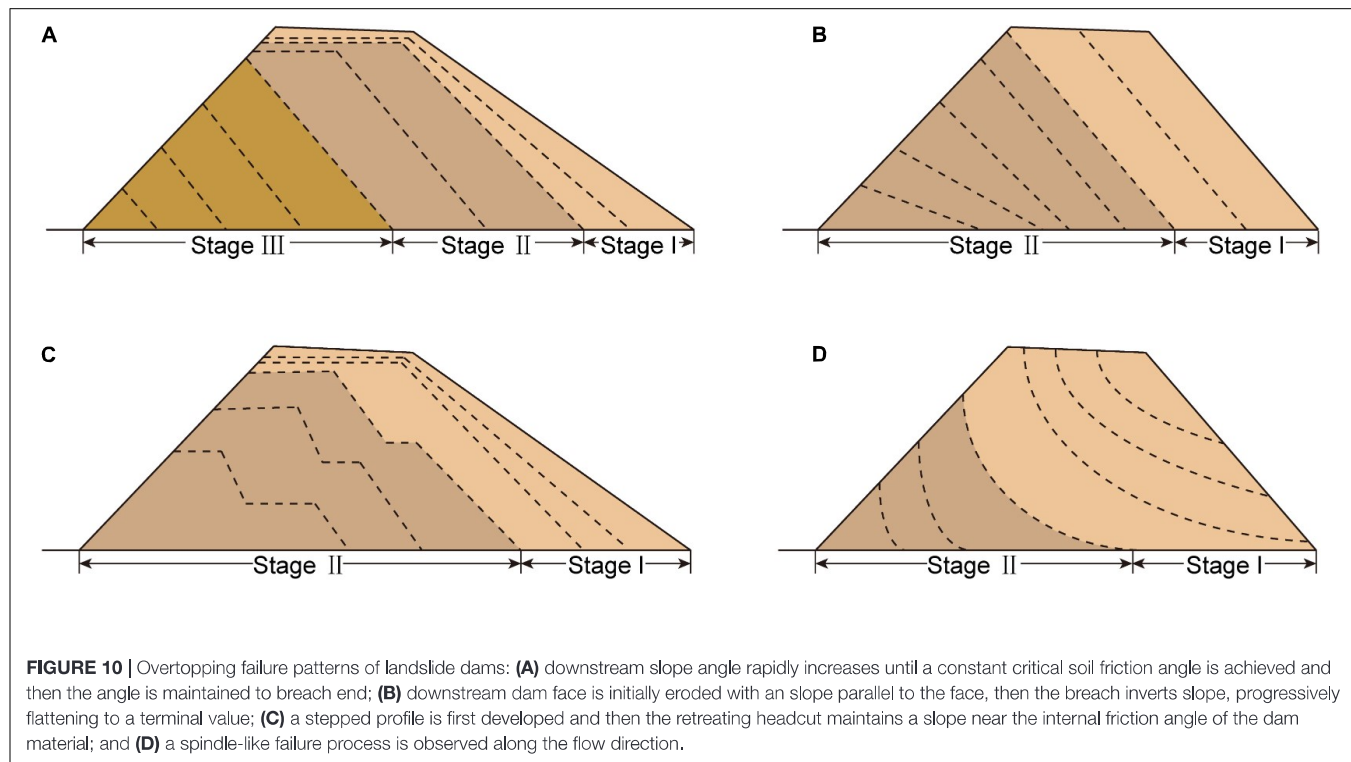 A
B
Stage III
Stage II
Stage I
Stage II
Stage I
C
D
Stage II
Stage I
Stage II
Stage I
FIGURE 10 | Overtopping failure patterns of landslide dams: (A) downstream slope angle rapidly increases until a constant critical soil friction angle is achieved and
then the angle is maintained to breach end; (B) downstream dam face is initially eroded with an slope parallel to the face, then the breach inverts slope, progressively
flattening to a terminal value; (C) a stepped profile is first developed and then the retreating headcut maintains a slope near the internal friction angle of the dam
material; and (D) a spindle-like failure process is observed along the flow direction.